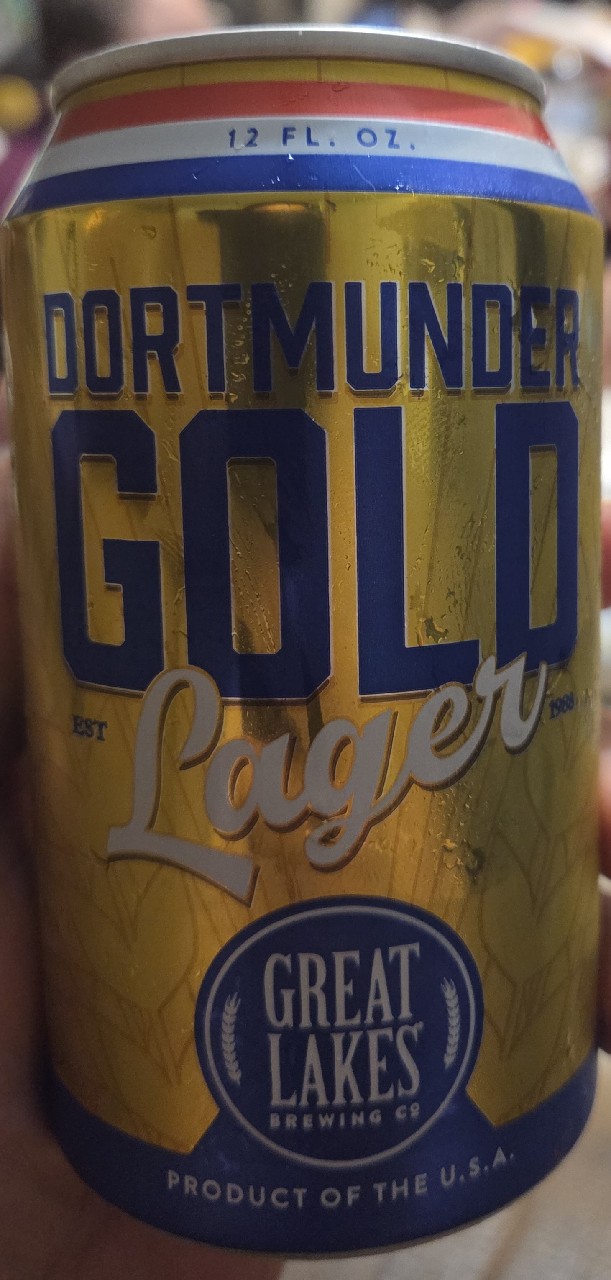 12 FL. OZ.
DORTMUNDER
GOLD
Lager
EST 1988
GREAT
LAKES
BREWING CO
PRODUCT OF THE U.S.A.